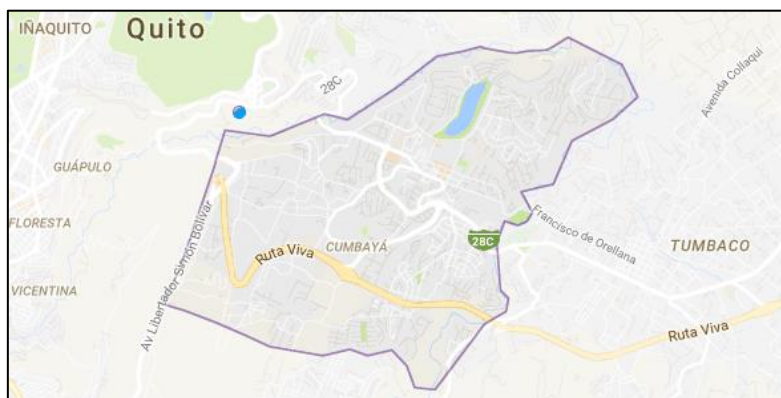 IÑAQUITO
Quito
28C
Avenida Collaqui
GUÁPULO
FLORESTA
Av Libertador Simón Bolívar
Francisco de Orellana
28C
TUMBACO
Ruta Viva
CUMBAYÁ
VICENTINA
Ruta Viva